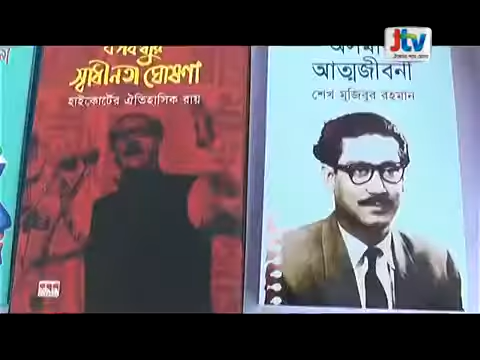 স্বাধীনতা ঘোষণা
হাইকোর্টের ঐতিহাসিক রায়
আত্মজীবনী
শেখ মুজিবুর রহমান
jtv